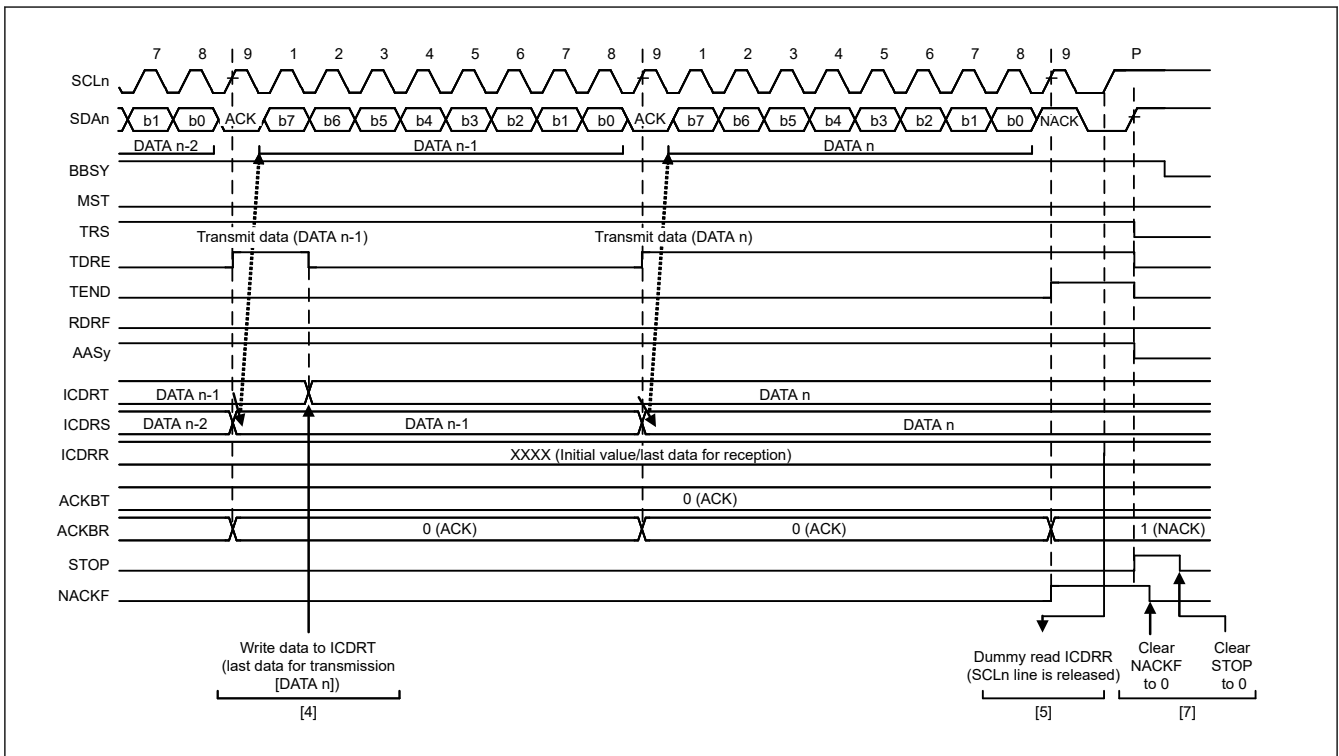 7 8 9 1 2 3 4 5 6 7 8 9 1 2 3 4 5 6 7 8 9 P
SCLn
SDAn b1 b0 ACK b7 b6 b5 b4 b3 b2 b1 b0 ACK b7 b6 b5 b4 b3 b2 b1 b0 NACK
DATA n-2 DATA n-1 DATA n
BBSY
MST
TRS
Transmit data (DATA n-1) Transmit data (DATA n)
TDRE
TEND
RDRF
AASy
ICDRT DATA n-1 DATA n
ICDRS DATA n-2 DATA n-1 DATA n
ICDRR XXXX (Initial value/last data for reception)
ACKBT 0 (ACK)
ACKBR 0 (ACK) 0 (ACK) 1 (NACK)
STOP
NACKF
Write data to ICDRT
(last data for transmission
[DATA n])
[4]
Dummy read ICDRR
(SCLn line is released)
[5]
Clear
NACKF
to 0
Clear
STOP
to 0
[7]